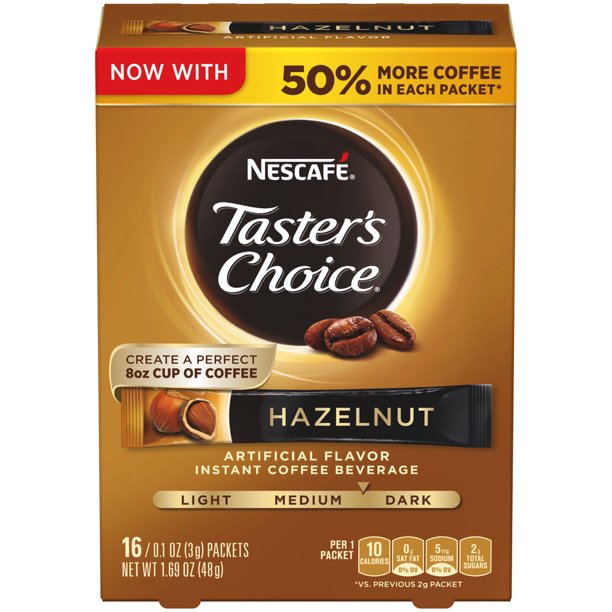 HAZELNUT
ARTIFICIAL FLAVOR
NOW WITH
50% MORE COFFEE
IN EACH PACKET*
NESCAFÉ®
Taster's
Choice®
CREATE A PERFECT
8oz CUP OF COFFEE
HAZELNUT
ARTIFICIAL FLAVOR
INSTANT COFFEE BEVERAGE
LIGHT MEDIUM DARK
16 / 0.1 OZ (3g) PACKETS
NET WT 1.69 OZ (48g)
PER 1
PACKET
10
CALORIES
0g
SAT FAT
0% DV
5mg
SODIUM
0% DV
2g
TOTAL
SUGARS
*VS. PREVIOUS 2g PACKET